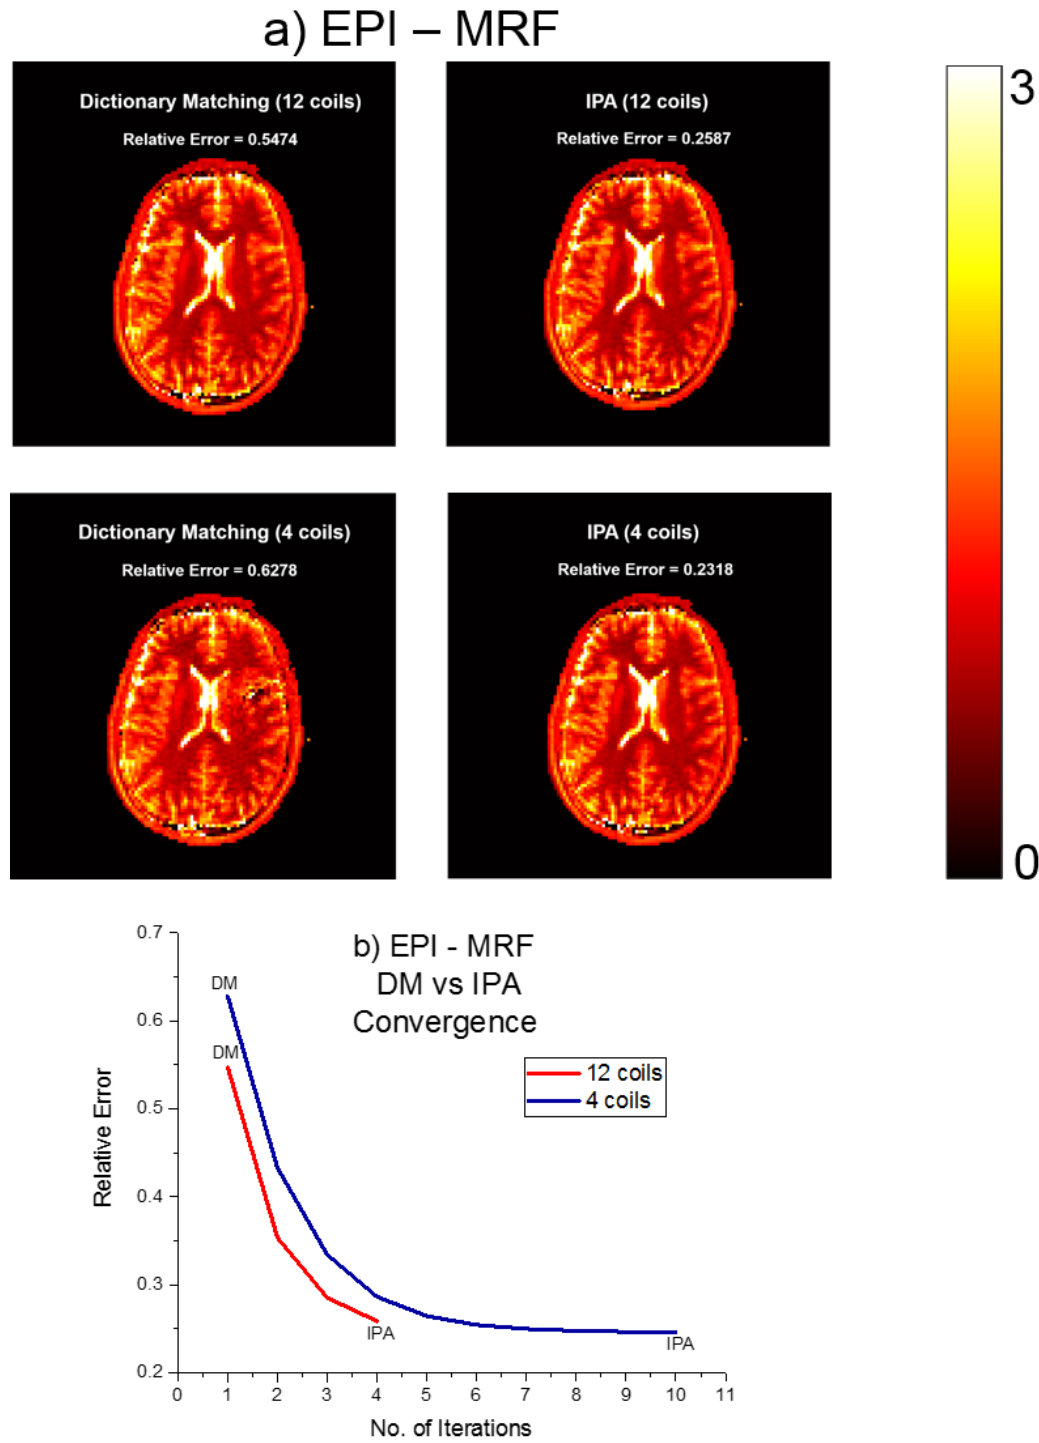 a) EPI – MRF
Dictionary Matching (12 coils)
Relative Error = 0.5474
IPA (12 coils)
Relative Error = 0.2587
3
Dictionary Matching (4 coils)
Relative Error = 0.6278
IPA (4 coils)
Relative Error = 0.2318
0
b) EPI - MRF
DM vs IPA
Convergence
12 coils
4 coils
DM
DM
IPA
IPA
Relative Error
0.7
0.6
0.5
0.4
0.3
0.2
0 1 2 3 4 5 6 7 8 9 10 11
No. of Iterations